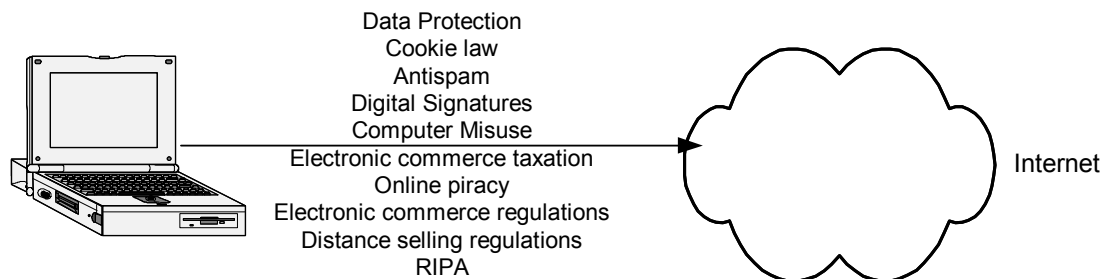 Data Protection
Cookie law
Antispam
Digital Signatures
Computer Misuse
Electronic commerce taxation
Online piracy
Electronic commerce regulations
Distance selling regulations
RIPA
Internet